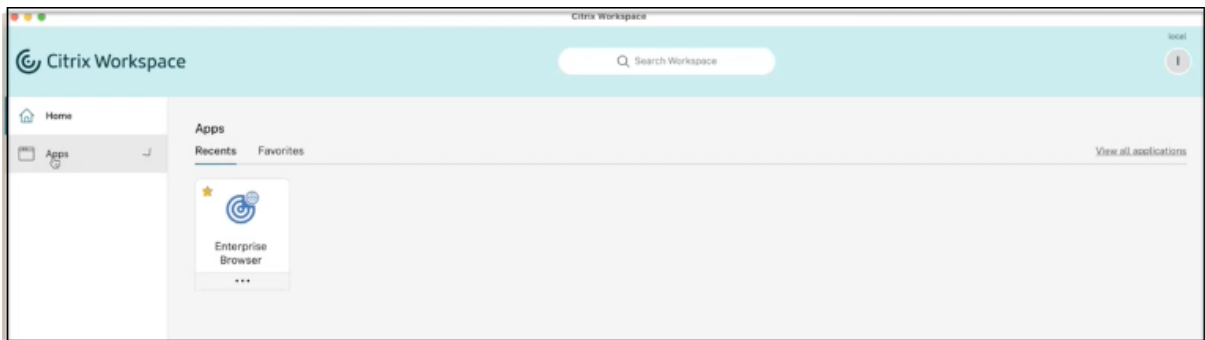 Citrix Workspace
local
Citrix Workspace
Search Workspace
I
Home
Apps
Apps
Recents Favorites
View all applications
Enterprise
Browser